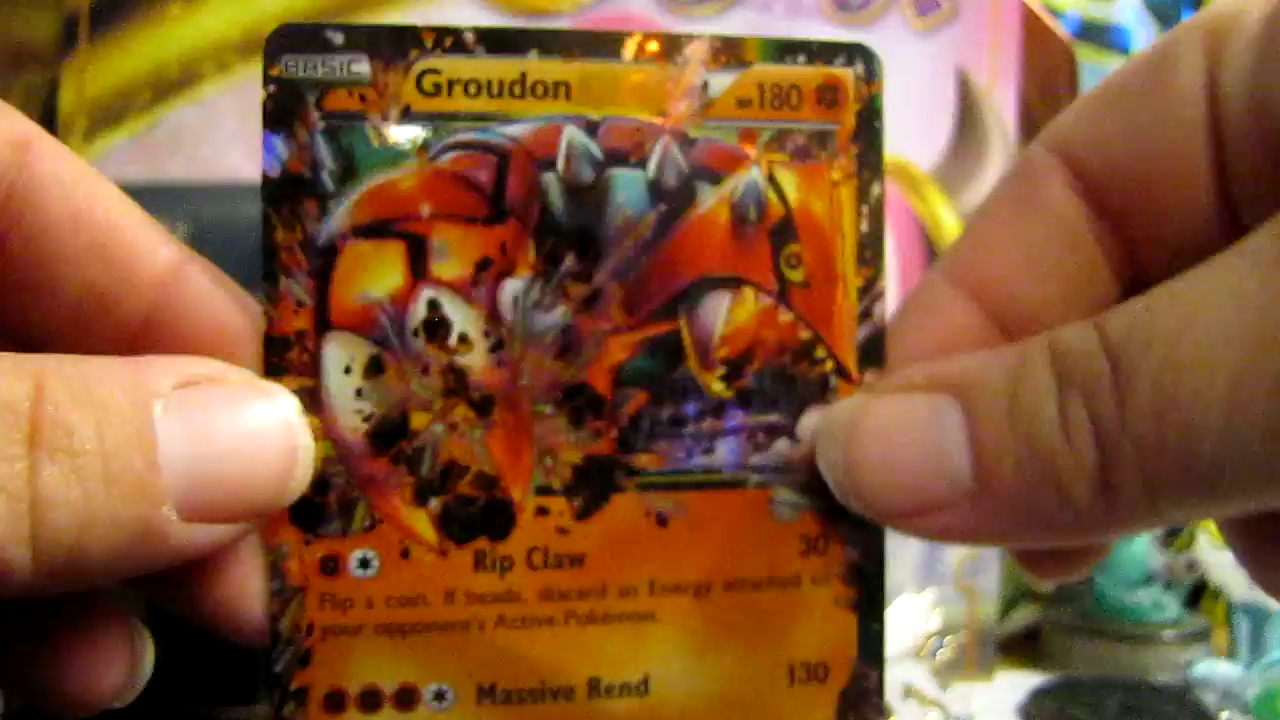 BASIC
Groudon
HP180
Rip Claw 30
Flip a coin. If heads, discard an Energy attached to
your opponent's Active Pokémon.
Massive Rend 130